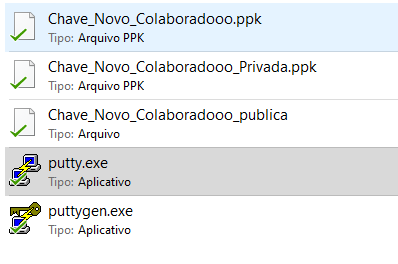 Chave_Novo_Colaboradooo.ppk
Tipo: Arquivo PPK
Chave_Novo_Colaboradooo_Privada.ppk
Tipo: Arquivo PPK
Chave_Novo_Colaboradooo_publica
Tipo: Arquivo
putty.exe
Tipo: Aplicativo
puttygen.exe
Tipo: Aplicativo